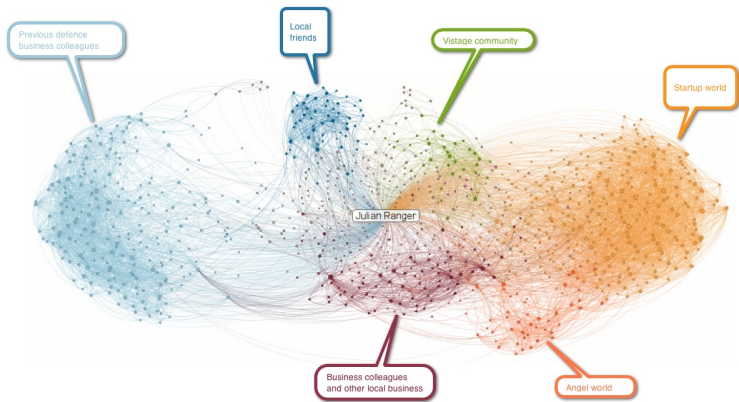 Previous defence
business colleagues
Local
friends
Vistage community
Startup world
Julian Ranger
Business colleagues
and other local business
Angel world